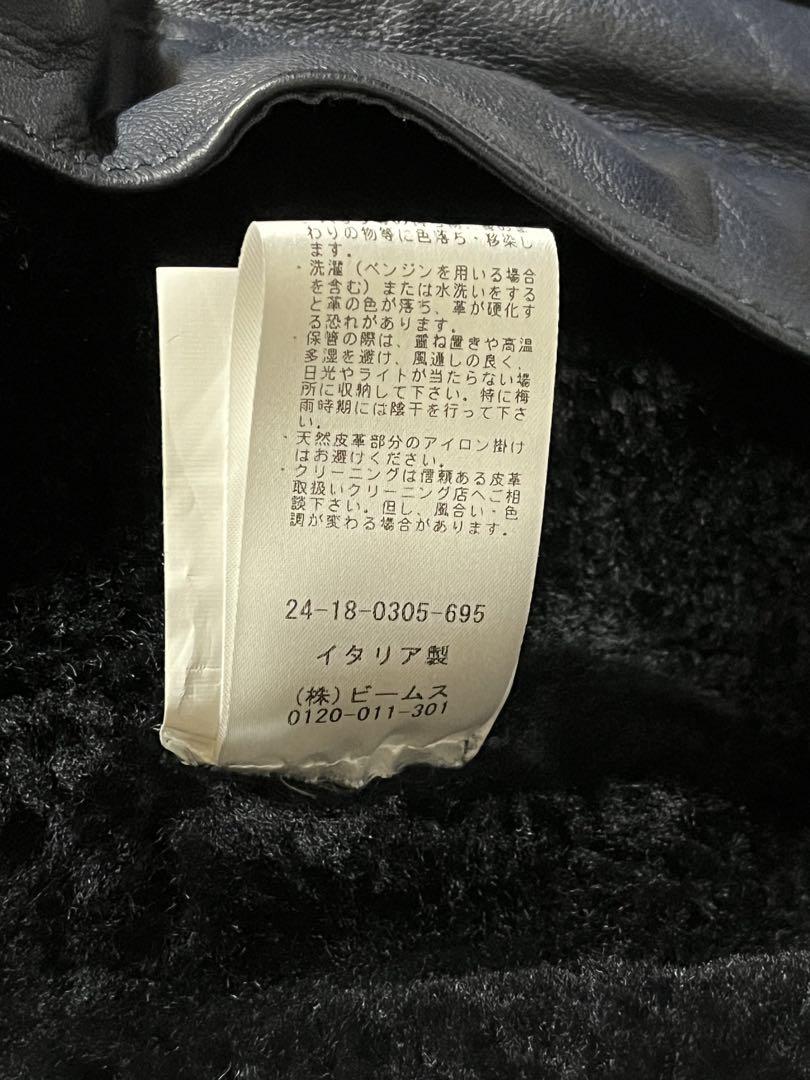 わりの物等に色落ち・移染し
ます。
・洗濯（ベンジンを用いる場合
を含む）または水洗いをする
と革の色が落ち、革が硬化す
る恐れがあります。
・保管の際は、重ね置きや高温
多湿を避け、風通しの良く、
日光やライトが当たらない場
所に収納して下さい。特に梅
雨時期には陰干を行って下さ
い。
・天然皮革部分のアイロン掛け
はお避けください。
・クリーニングは信頼ある皮革
取扱いクリーニング店へご相
談下さい。但し、風合い・色
調が変わる場合があります。
24-18-0305-695
イタリア製
（株）ビームス
0120-011-301